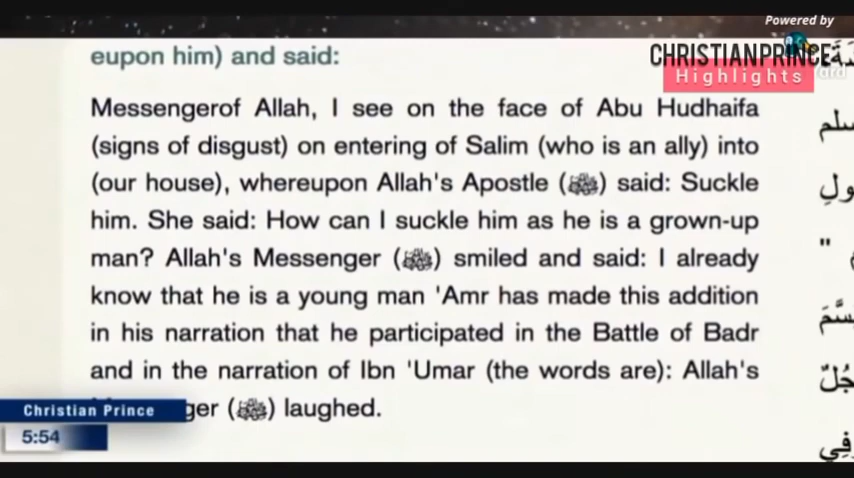 Powered by
CHRISTIANPRINCE
Highlights
eupon him) and said:
Messengerof Allah, I see on the face of Abu Hudhaifa
(signs of disgust) on entering of Salim (who is an ally) into
(our house), whereupon Allah's Apostle (ﷺ) said: Suckle
him. She said: How can I suckle him as he is a grown-up
man? Allah's Messenger (ﷺ) smiled and said: I already
know that he is a young man 'Amr has made this addition
in his narration that he participated in the Battle of Badr
and in the narration of Ibn 'Umar (the words are): Allah's
ger (ﷺ) laughed.
Christian Prince
5:54
"
فِي